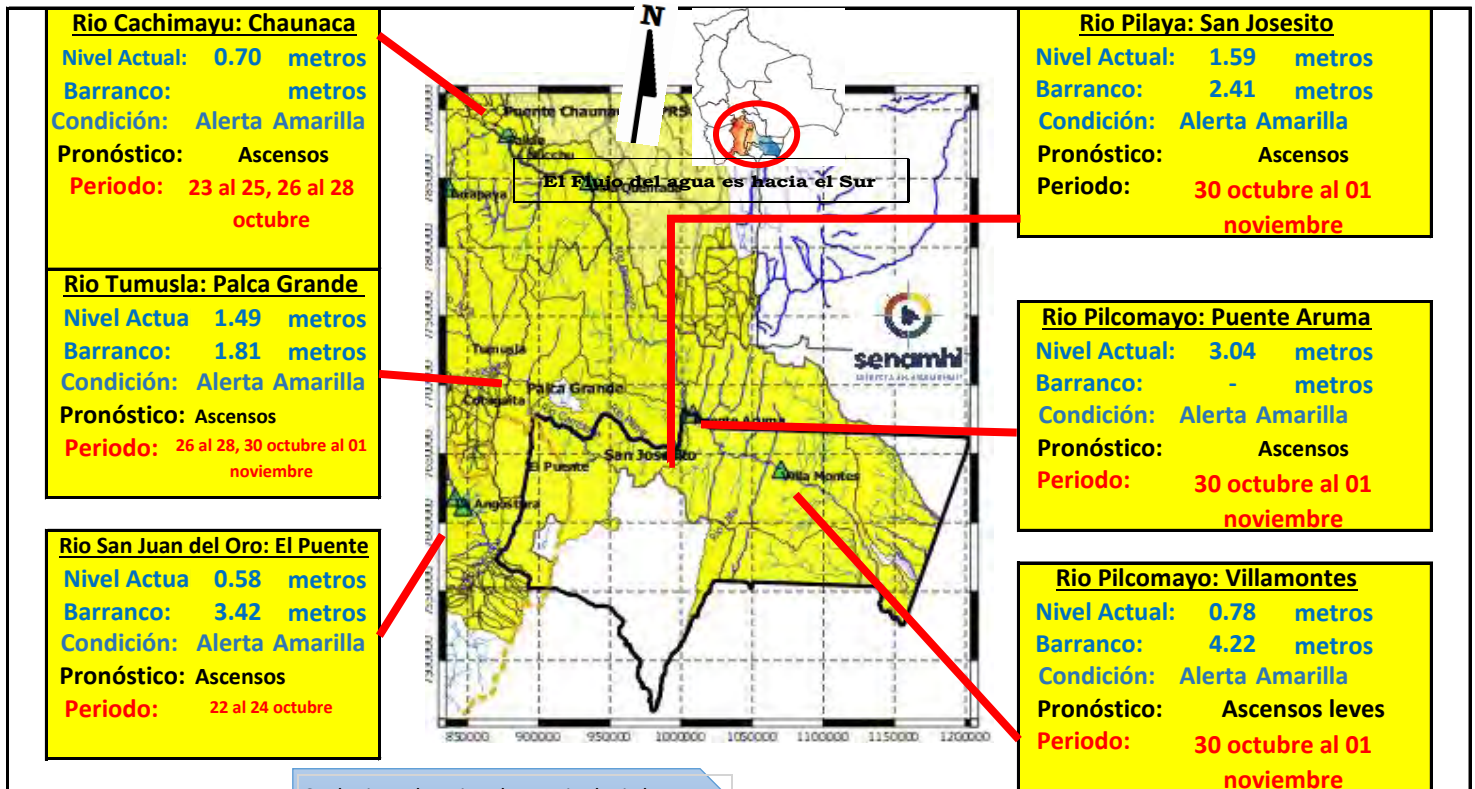 Rio Cachimayu: Chaunaca
Nivel Actual: 0.70 metros
Barranco: metros
Condición: Alerta Amarilla
Pronóstico: Ascensos
Periodo: 23 al 25, 26 al 28
octubre
Rio Tumusla: Palca Grande
Nivel Actua 1.49 metros
Barranco: 1.81 metros
Condición: Alerta Amarilla
Pronóstico: Ascensos
Periodo: 26 al 28, 30 octubre al 01
noviembre
Rio San Juan del Oro: El Puente
Nivel Actua 0.58 metros
Barranco: 3.42 metros
Condición: Alerta Amarilla
Pronóstico: Ascensos
Periodo: 22 al 24 octubre
N
El Flujo del agua es hacia el Sur
Puente Chauna
Tumusla
Palca Grande
Cotagaita
Puente Aruma
San Josesito
El Puente
Villa Montes
Angostura
senamhi
850000 900000 950000 1000000 1050000 1100000 1150000 1200000
Rio Pilaya: San Josesito
Nivel Actual: 1.59 metros
Barranco: 2.41 metros
Condición: Alerta Amarilla
Pronóstico: Ascensos
Periodo: 30 octubre al 01
noviembre
Rio Pilcomayo: Puente Aruma
Nivel Actual: 3.04 metros
Barranco: - metros
Condición: Alerta Amarilla
Pronóstico: Ascensos
Periodo: 30 octubre al 01
noviembre
Rio Pilcomayo: Villamontes
Nivel Actual: 0.78 metros
Barranco: 4.22 metros
Condición: Alerta Amarilla
Pronóstico: Ascensos leves
Periodo: 30 octubre al 01
noviembre